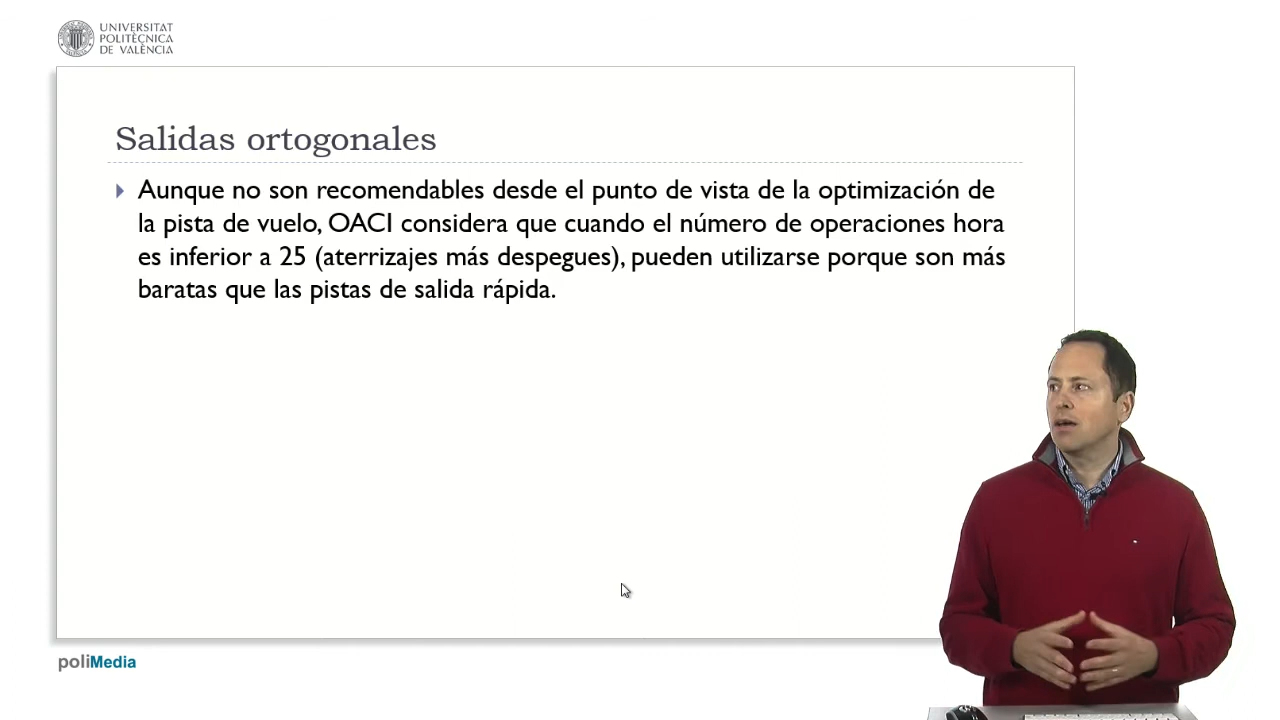 UNIVERSITAT
POLITÈCNICA
DE VALÈNCIA
Salidas ortogonales
Aunque no son recomendables desde el punto de vista de la optimización de
la pista de vuelo, OACI considera que cuando el número de operaciones hora
es inferior a 25 (aterrizajes más despegues), pueden utilizarse porque son más
baratas que las pistas de salida rápida.
poliMedia